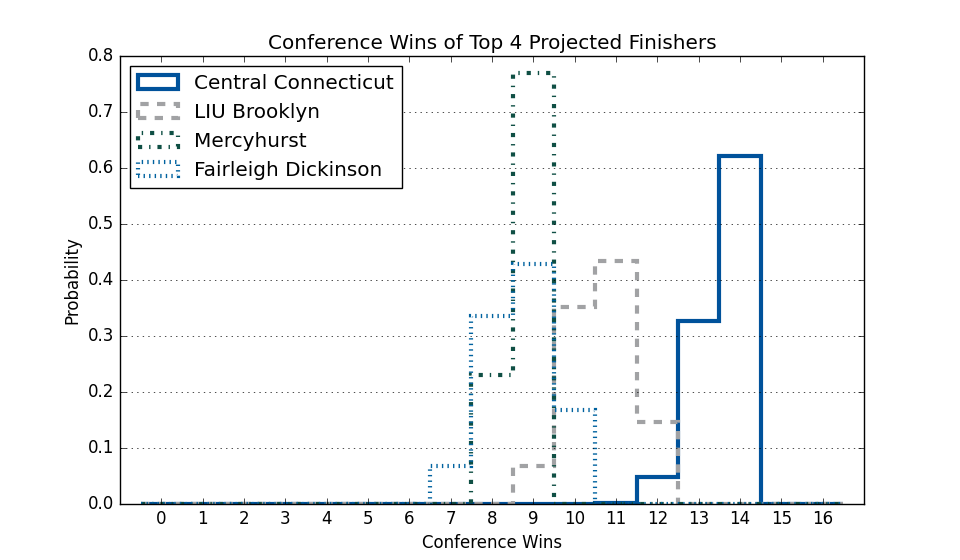 Conference Wins of Top 4 Projected Finishers
Central Connecticut
LIU Brooklyn
Mercyhurst
Fairleigh Dickinson
Probability
0.8
0.7
0.6
0.5
0.4
0.3
0.2
0.1
0.0
0 1 2 3 4 5 6 7 8 9 10 11 12 13 14 15 16
Conference Wins